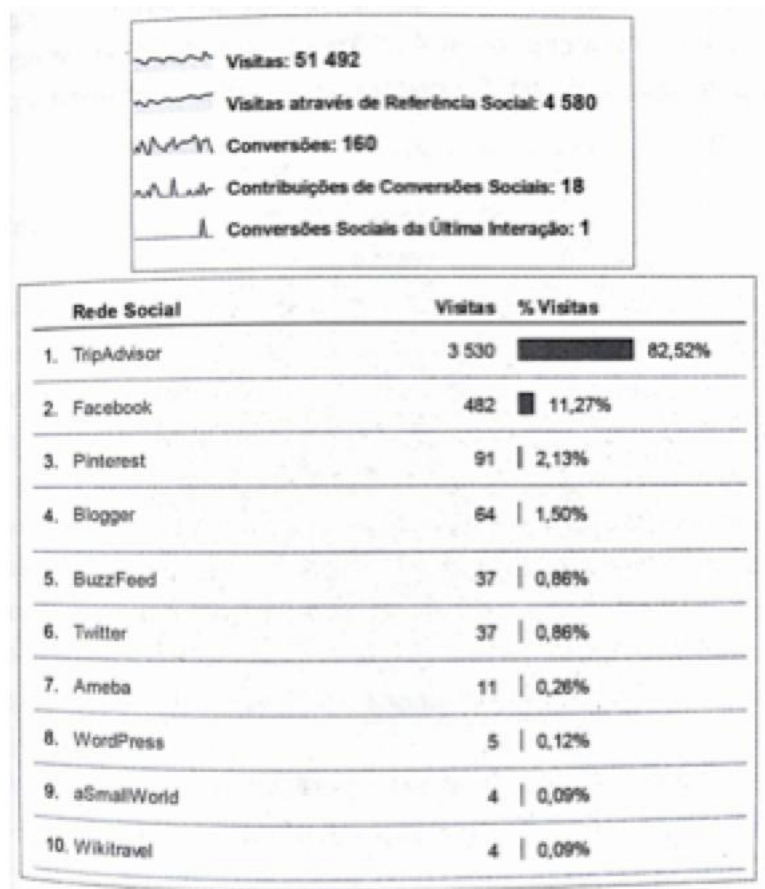 Visitas: 51 492
Visitas através de Referência Social: 4 580
Conversões: 160
Contribuições de Conversões Sociais: 18
Conversões Sociais da Última Interação: 1
Rede Social Visitas % Visitas
1. TripAdvisor 3 530 82,52%
2. Facebook 482 11,27%
3. Pinterest 91 2,13%
4. Blogger 64 1,50%
5. BuzzFeed 37 0,86%
6. Twitter 37 0,86%
7. Ameba 11 0,26%
8. WordPress 5 0,12%
9. aSmallWorld 4 0,09%
10. Wikitravel 4 0,09%